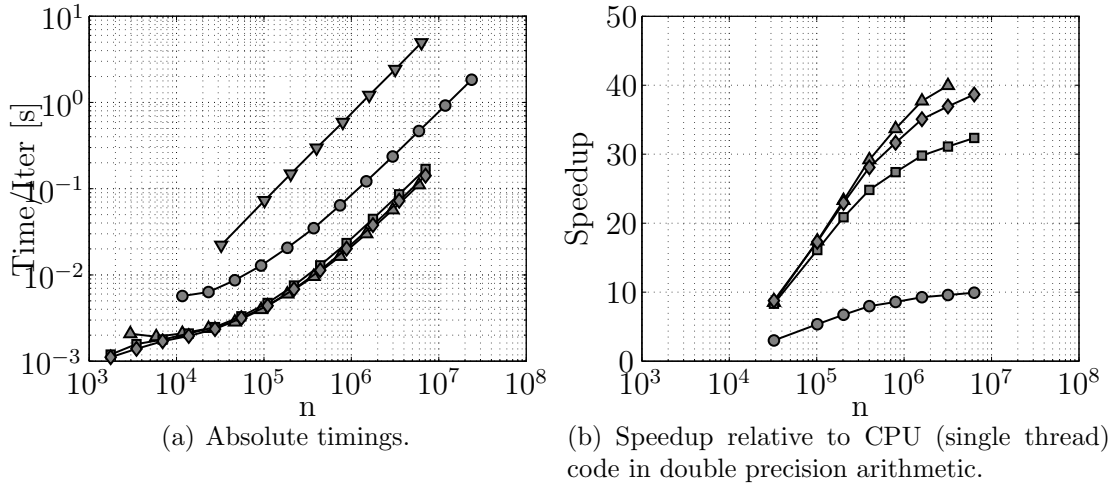 10^1
10^0
10^−1
10^−2
10^−3
Time/Iter [s]
10^3 10^4 10^5 10^6 10^7 10^8
n
(a) Absolute timings.
50
40
30
20
10
0
Speedup
10^3 10^4 10^5 10^6 10^7 10^8
n
(b) Speedup relative to CPU (single thread)
code in double precision arithmetic.